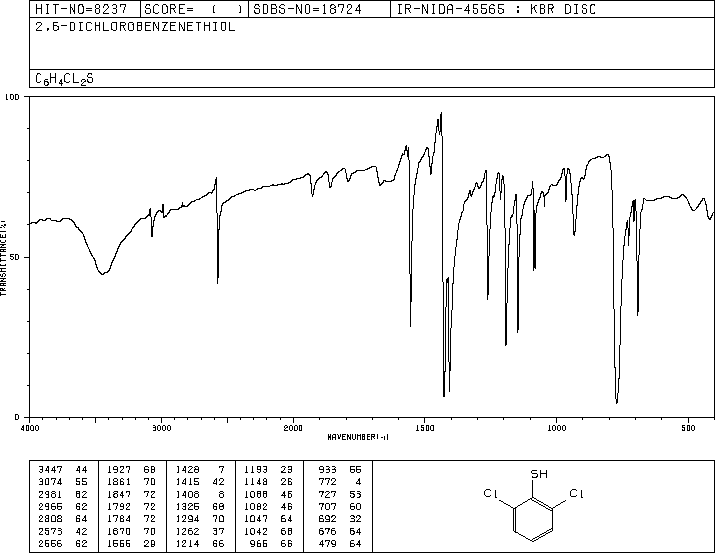 HIT-NO=8237 SCORE= ( ) SDBS-NO=18724 IR-NIDA-45565 : KBR DISC
2,6-DICHLOROBENZENETHIOL
C6H4CL2S
100
50
0
TRANSMITTANCE(%)
4000 3000 2000 1500 1000 500
WAVENUMBER(-1)
3447 44 1927 68 1428 7 1193 23 933 56
3074 55 1861 70 1415 42 1148 26 772 4
2981 62 1847 72 1408 8 1088 46 727 53
2965 62 1792 72 1325 68 1082 46 707 60
2808 64 1784 72 1294 70 1047 64 692 32
2573 42 1670 70 1262 37 1042 68 676 64
2556 62 1556 29 1214 66 966 66 479 64
SH
Cl Cl